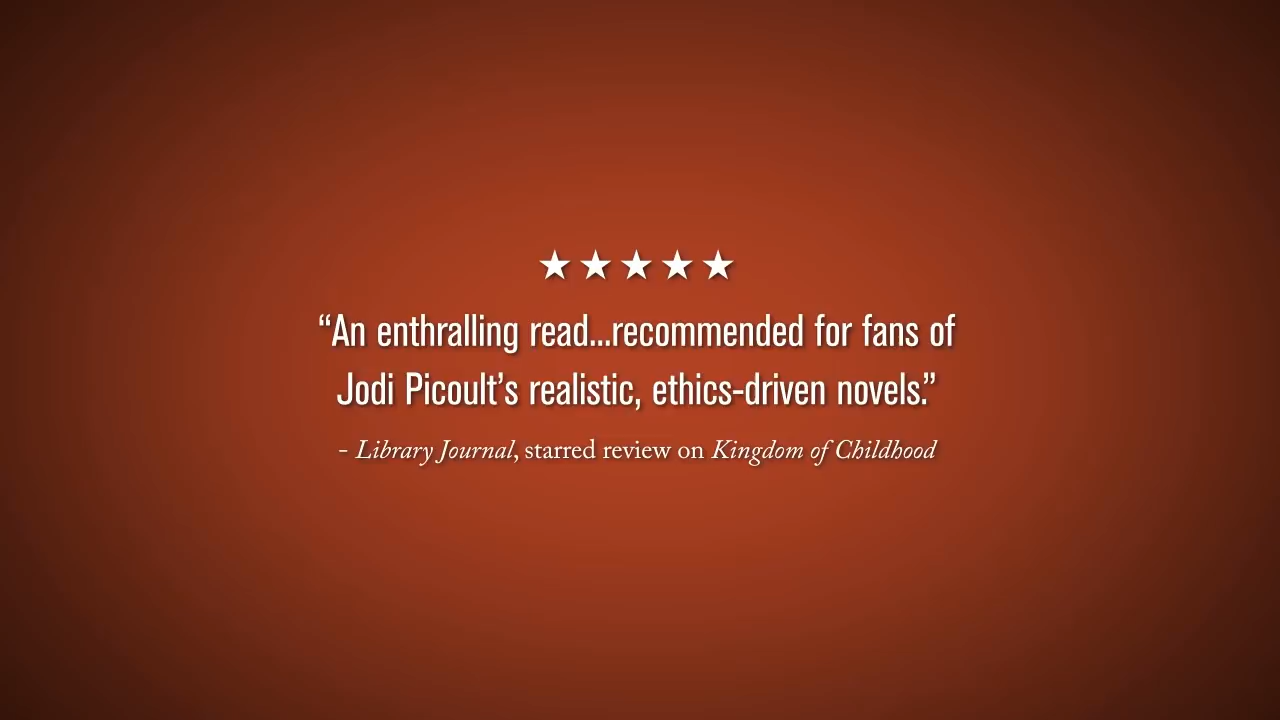 ★★★★★
“An enthralling read...recommended for fans of
Jodi Picoult’s realistic, ethics-driven novels.”
- Library Journal, starred review on Kingdom of Childhood